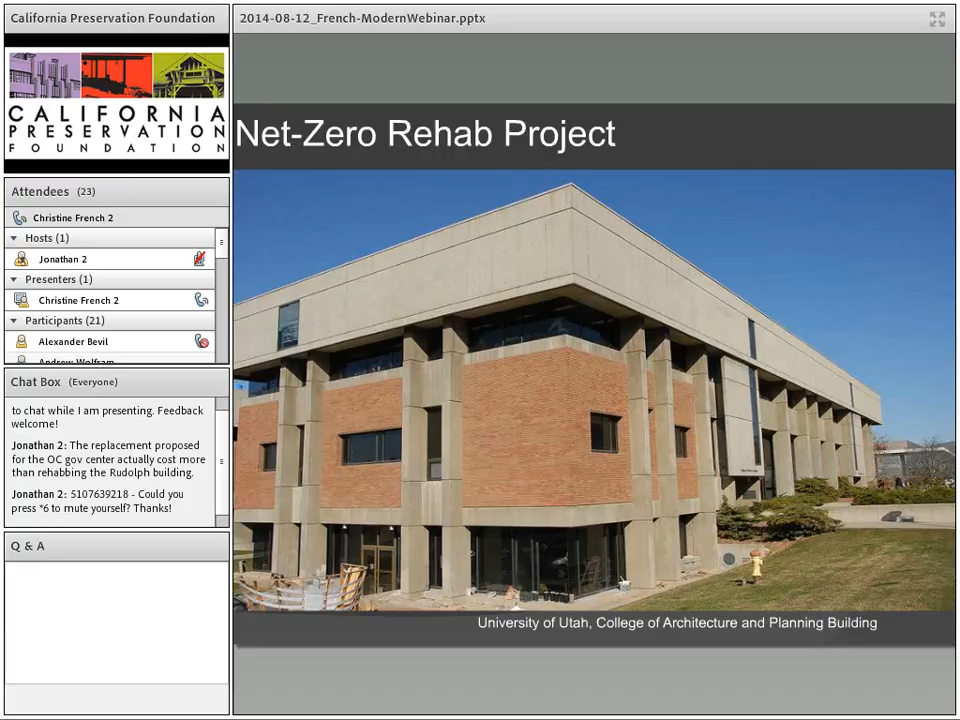 California Preservation Foundation
CALIFORNIA
PRESERVATION
FOUNDATION
Attendees (23)
Christine French 2
Hosts (1)
Jonathan 2
Presenters (1)
Christine French 2
Participants (21)
Alexander Bevil
Andrew Wolfram
Chat Box (Everyone)
to chat while I am presenting. Feedback
welcome!
Jonathan 2: The replacement proposed
for the OC gov center actually cost more
than rehabbing the Rudolph building.
Jonathan 2: 5107639218 - Could you
press *6 to mute yourself? Thanks!
Q & A
2014-08-12_French-ModernWebinar.pptx
Net-Zero Rehab Project
University of Utah, College of Architecture and Planning Building